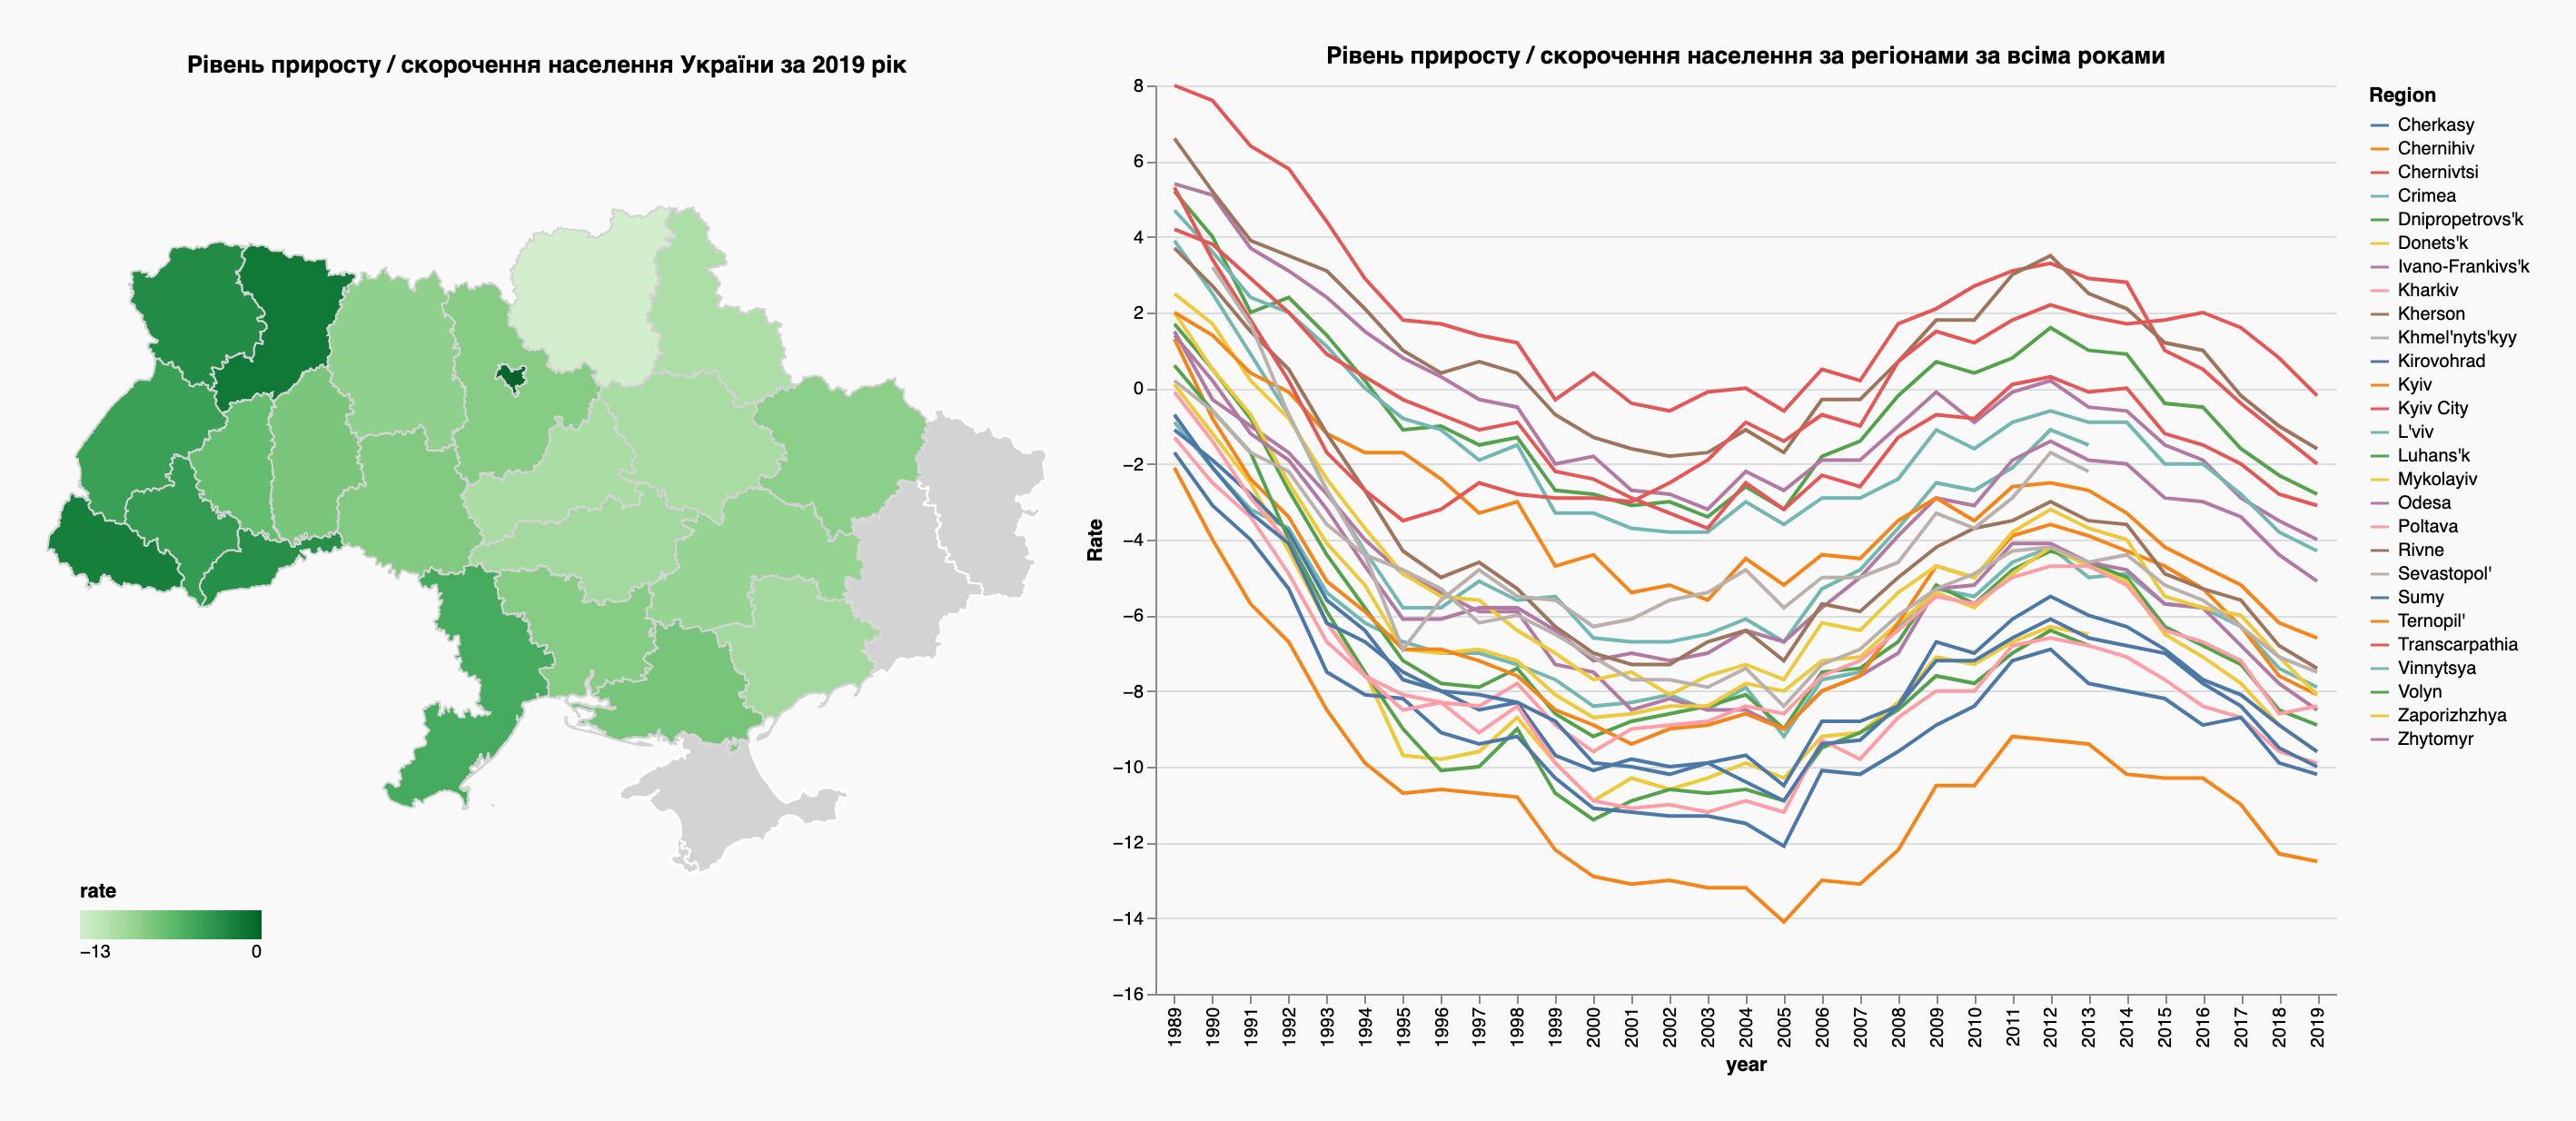 Рівень приросту / скорочення населення України за 2019 рік
rate
−13 0
Рівень приросту / скорочення населення за регіонами за всіма роками
Rate
8
6
4
2
0
−2
−4
−6
−8
−10
−12
−14
−16
1989 1990 1991 1992 1993 1994 1995 1996 1997 1998 1999 2000 2001 2002 2003 2004 2005 2006 2007 2008 2009 2010 2011 2012 2013 2014 2015 2016 2017 2018 2019
year
Region
Cherkasy
Chernihiv
Chernivtsi
Crimea
Dnipropetrovs'k
Donets'k
Ivano-Frankivs'k
Kharkiv
Kherson
Khmel'nyts'kyy
Kirovohrad
Kyiv
Kyiv City
L'viv
Luhans'k
Mykolayiv
Odesa
Poltava
Rivne
Sevastopol'
Sumy
Ternopil'
Transcarpathia
Vinnytsya
Volyn
Zaporizhzhya
Zhytomyr